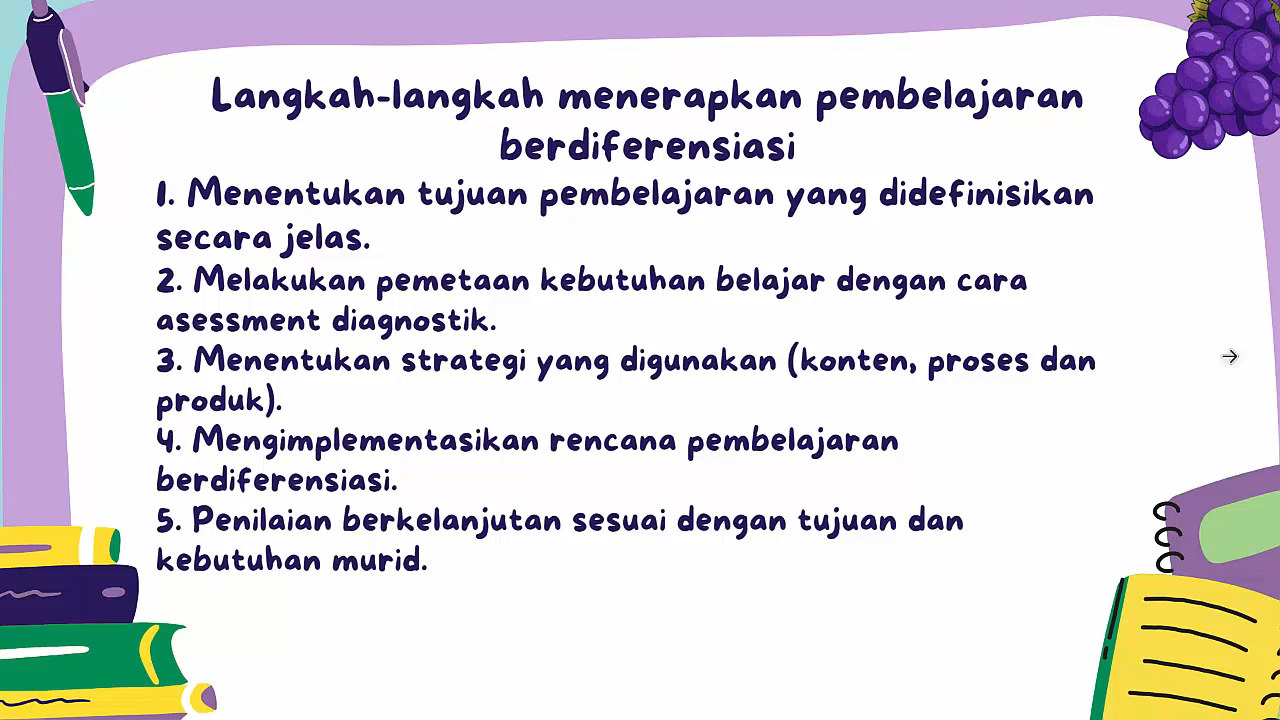 Langkah-langkah menerapkan pembelajaran
berdiferensiasi
1. Menentukan tujuan pembelajaran yang didefinisikan
secara jelas.
2. Melakukan pemetaan kebutuhan belajar dengan cara
asessment diagnostik.
3. Menentukan strategi yang digunakan (konten, proses dan
produk).
4. Mengimplementasikan rencana pembelajaran
berdiferensiasi.
5. Penilaian berkelanjutan sesuai dengan tujuan dan
kebutuhan murid.